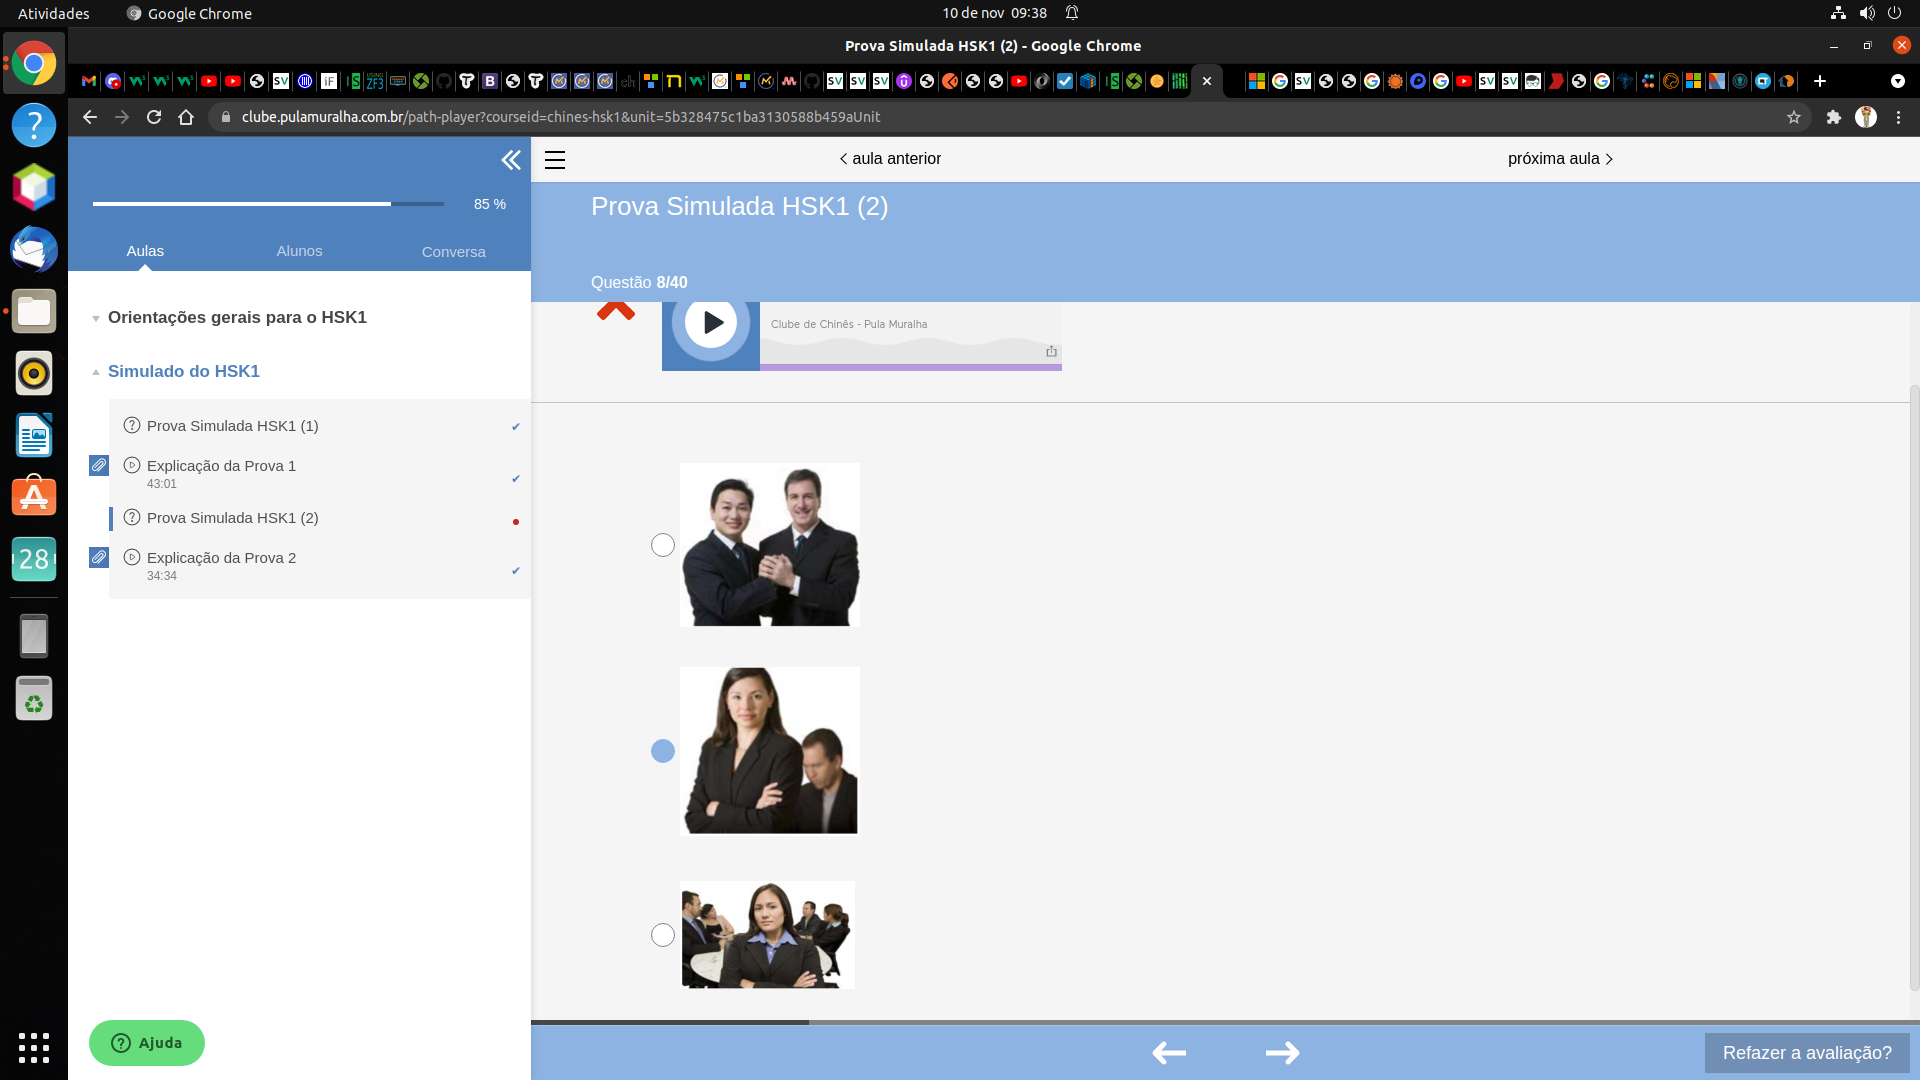 Atividades
Google Chrome
10 de nov 09:38
Prova Simulada HSK1 (2) - Google Chrome
clube.pulamuralha.com.br/path-player?courseid=chines-hsk1&unit=5b328475c1ba3130588b459aUnit
aula anterior
próxima aula
85 %
Aulas
Alunos
Conversa
Prova Simulada HSK1 (2)
Questão 8/40
Orientações gerais para o HSK1
Simulado do HSK1
Prova Simulada HSK1 (1)
Explicação da Prova 1
43:01
Prova Simulada HSK1 (2)
Explicação da Prova 2
34:34
Clube de Chinês - Pula Muralha
28
Ajuda
Refazer a avaliação?